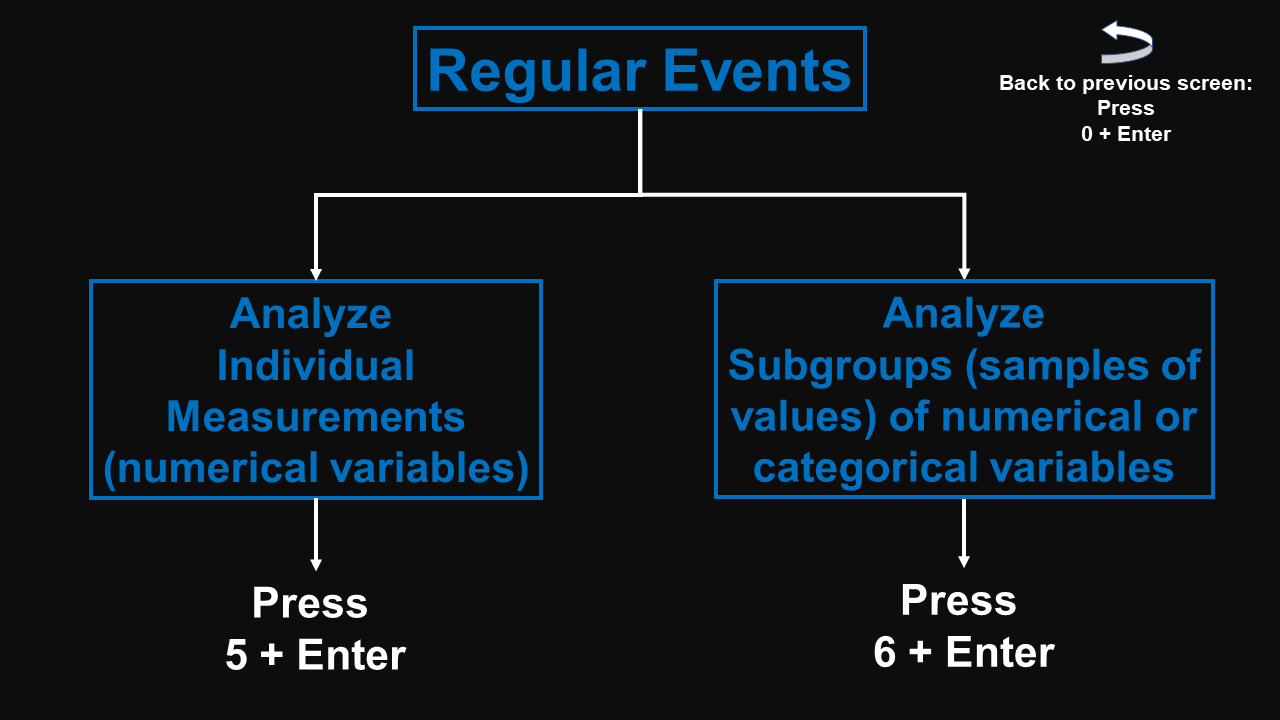 Regular Events
Back to previous screen:
Press
0 + Enter
Analyze
Individual
Measurements
(numerical variables)
Analyze
Subgroups (samples of
values) of numerical or
categorical variables
Press
5 + Enter
Press
6 + Enter